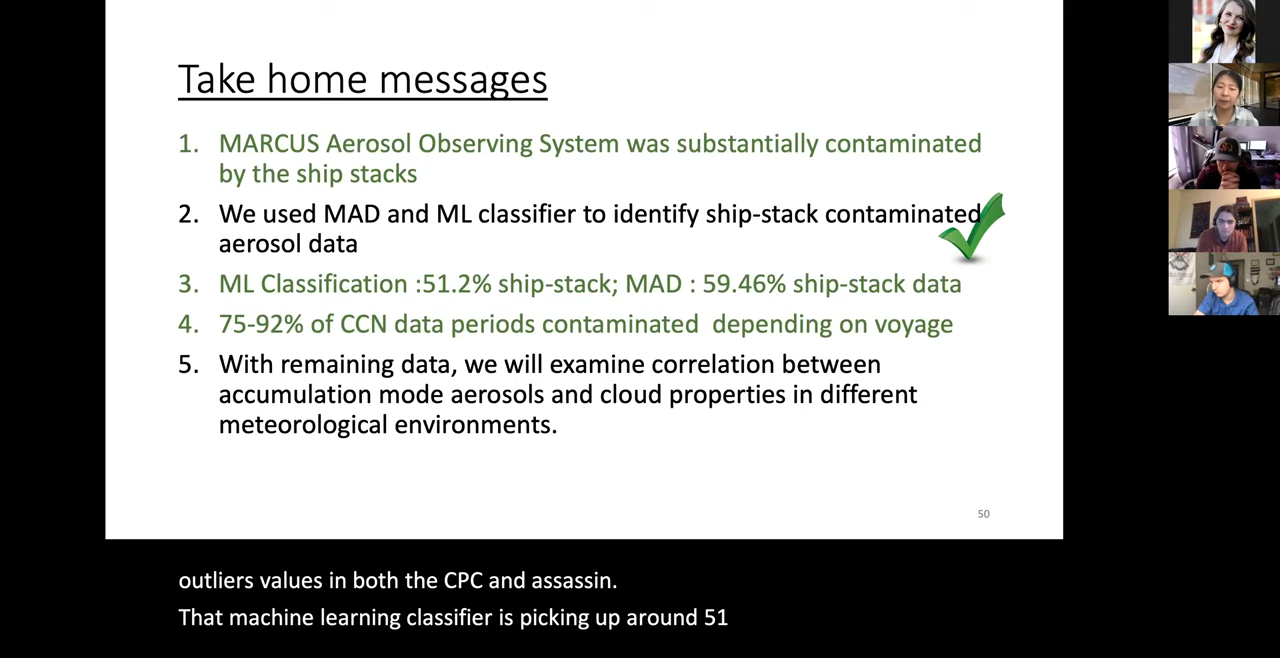 Take home messages
1. MARCUS Aerosol Observing System was substantially contaminated
by the ship stacks
2. We used MAD and ML classifier to identify ship-stack contaminated
aerosol data
3. ML Classification :51.2% ship-stack; MAD : 59.46% ship-stack data
4. 75-92% of CCN data periods contaminated  depending on voyage
5. With remaining data, we will examine correlation between
accumulation mode aerosols and cloud properties in different
meteorological environments.
50
outliers values in both the CPC and assassin.
That machine learning classifier is picking up around 51